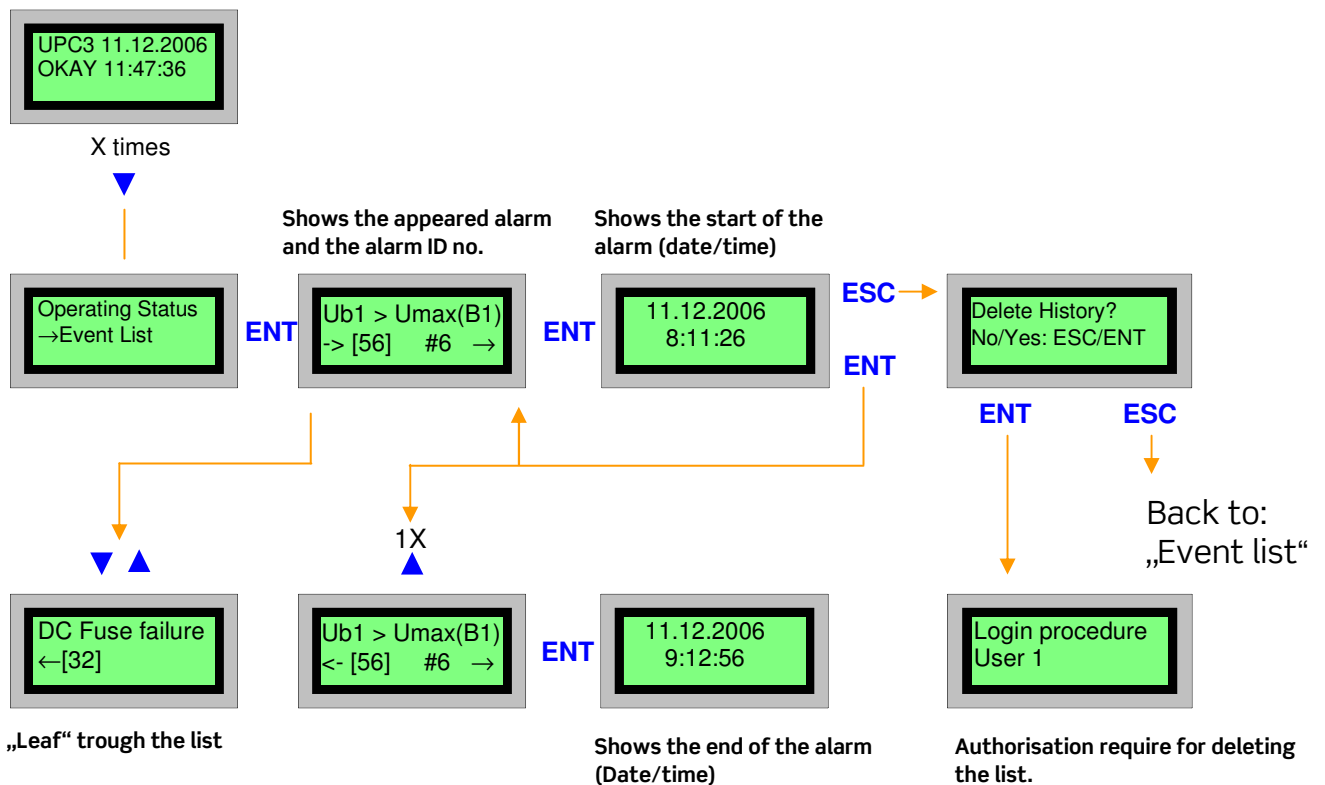 UPC3 11.12.2006
OKAY 11:47:36
X times
▼
Shows the appeared alarm
and the alarm ID no.
Shows the start of the
alarm (date/time)
Operating Status
→Event List
ENT
Ub1 > Umax(B1)
-> [56] #6 →
ENT
11.12.2006
8:11:26
ESC
ENT
Delete History?
No/Yes: ESC/ENT
ENT
ESC
Back to:
„Event list“
▼ ▲
1X
▲
DC Fuse failure
←[32]
Ub1 > Umax(B1)
<- [56] #6 →
ENT
11.12.2006
9:12:56
Login procedure
User 1
„Leaf“ trough the list
Shows the end of the alarm
(Date/time)
Authorisation require for deleting
the list.